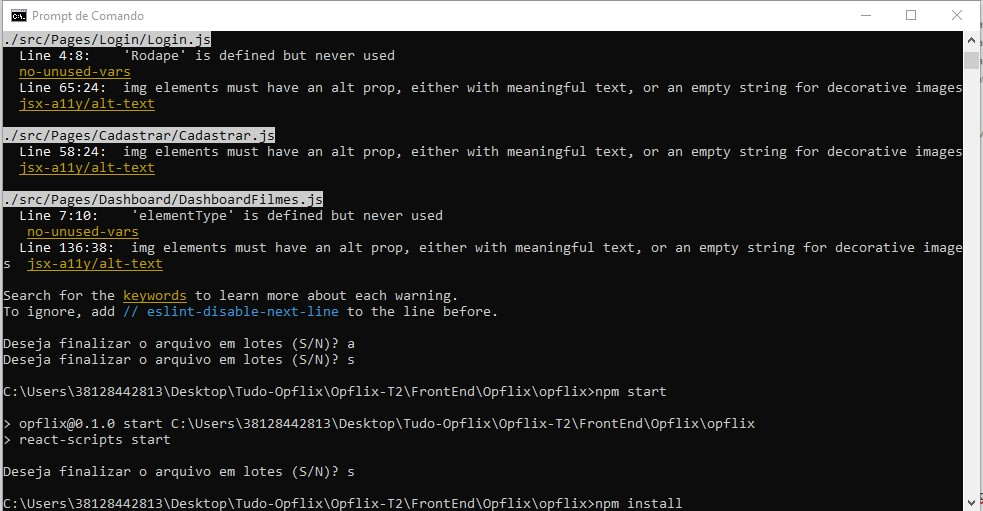 Prompt de Comando
./src/Pages/Login/Login.js
Line 4:8: 'Rodape' is defined but never used
no-unused-vars
Line 65:24: img elements must have an alt prop, either with meaningful text, or an empty string for decorative images
jsx-a11y/alt-text
./src/Pages/Cadastrar/Cadastrar.js
Line 58:24: img elements must have an alt prop, either with meaningful text, or an empty string for decorative images
jsx-a11y/alt-text
./src/Pages/Dashboard/DashboardFilmes.js
Line 7:10: 'elementType' is defined but never used
no-unused-vars
Line 136:38: img elements must have an alt prop, either with meaningful text, or an empty string for decorative image
s jsx-a11y/alt-text
Search for the keywords to learn more about each warning.
To ignore, add // eslint-disable-next-line to the line before.
Deseja finalizar o arquivo em lotes (S/N)? a
Deseja finalizar o arquivo em lotes (S/N)? s
C:\Users\38128442813\Desktop\Tudo-Opflix\Opflix-T2\FrontEnd\Opflix\opflix>npm start
> opflix@0.1.0 start C:\Users\38128442813\Desktop\Tudo-Opflix\Opflix-T2\FrontEnd\Opflix\opflix
> react-scripts start
Deseja finalizar o arquivo em lotes (S/N)? s
C:\Users\38128442813\Desktop\Tudo-Opflix\Opflix-T2\FrontEnd\Opflix\opflix>npm install